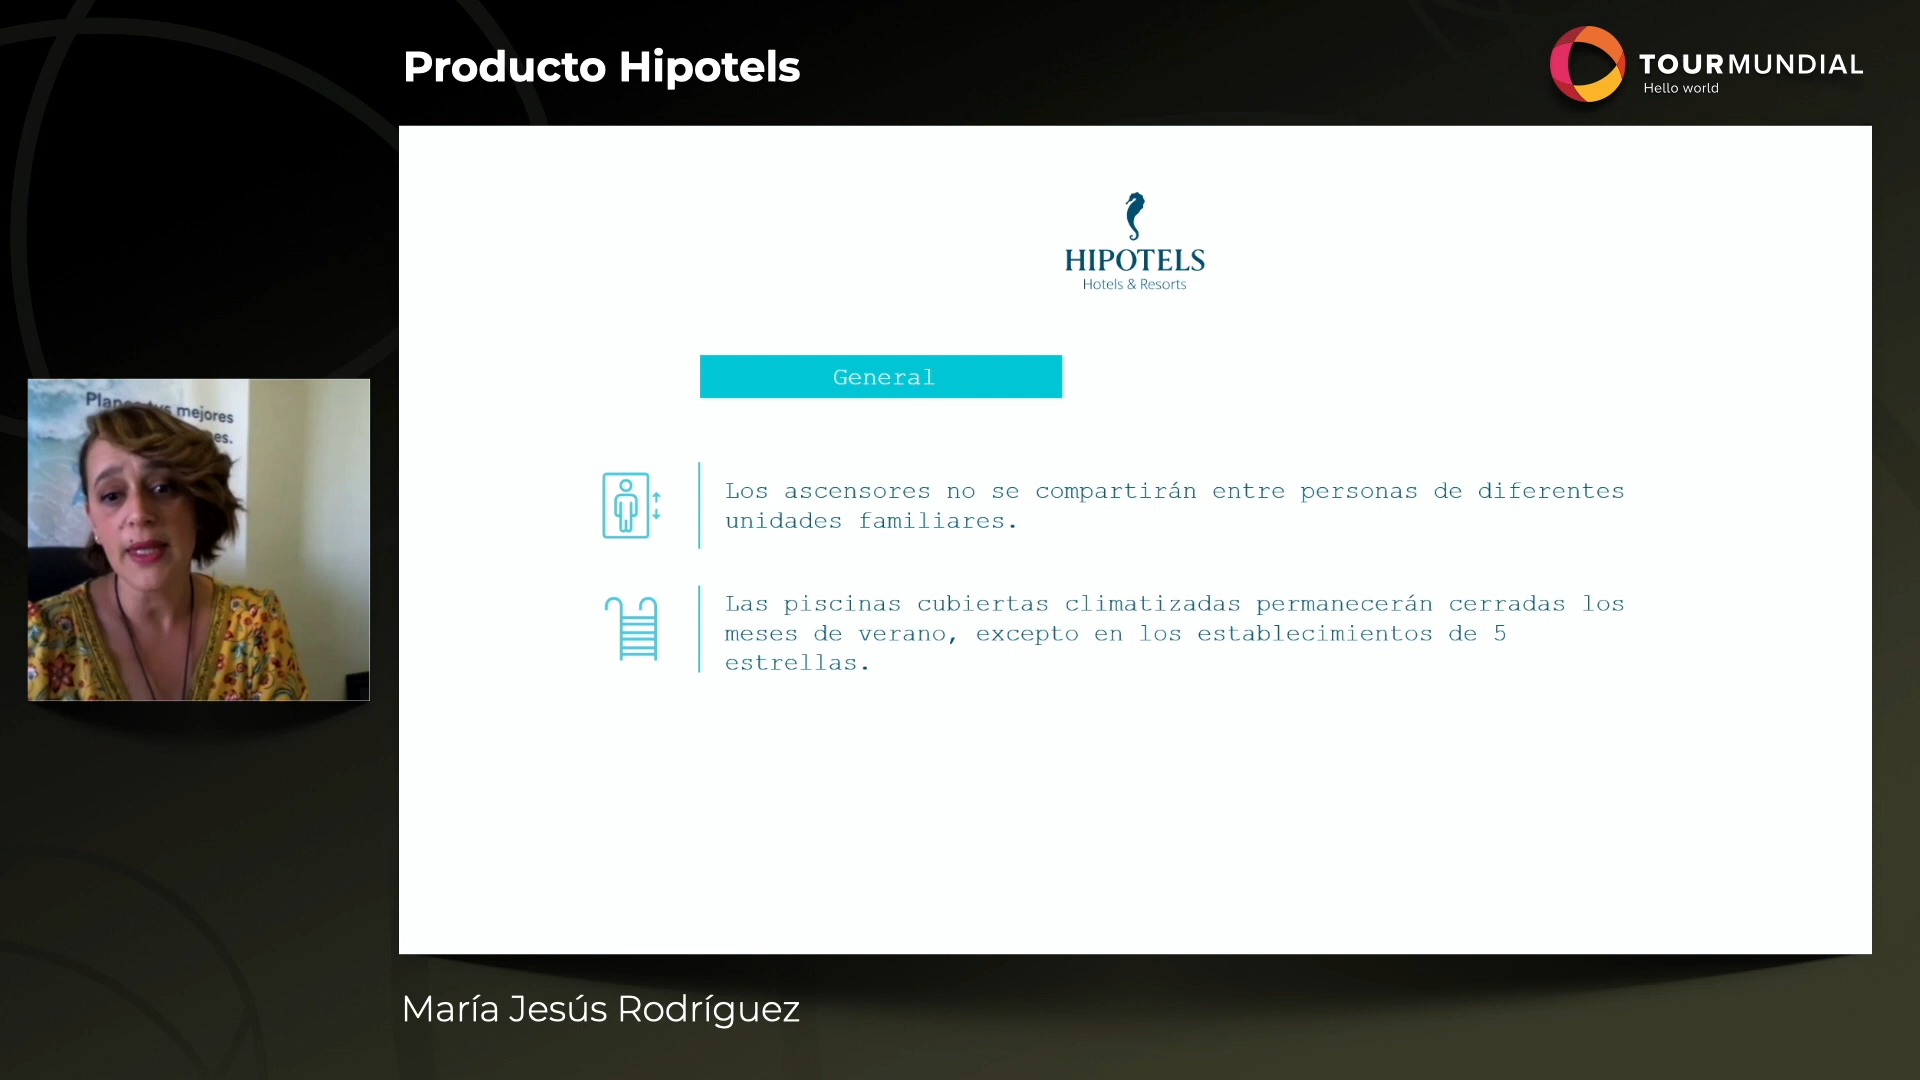 Producto Hipotels
TOURMUNDIAL
Hello world
HIPOTELS
Hotels & Resorts
General
mejores
es.
Los ascensores no se compartirán entre personas de diferentes
unidades familiares.
Las piscinas cubiertas climatizadas permanecerán cerradas los
meses de verano, excepto en los establecimientos de 5
estrellas.
María Jesús Rodríguez